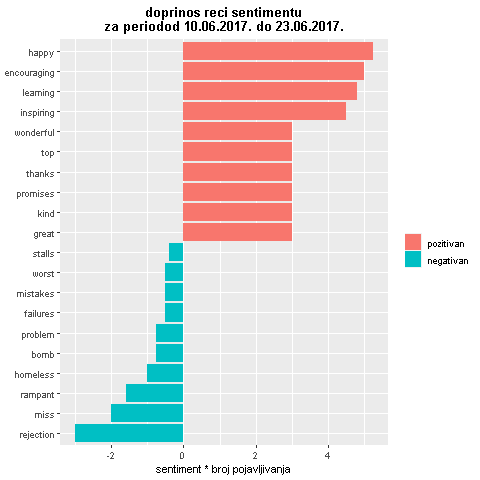 doprinos reci sentimentu
za periodod 10.06.2017. do 23.06.2017.
happy
encouraging
learning
inspiring
wonderful
top
thanks
promises
kind
great
stalls
worst
mistakes
failures
problem
bomb
homeless
rampant
miss
rejection
pozitivan
negativan
-2 0 2 4
sentiment * broj pojavljivanja